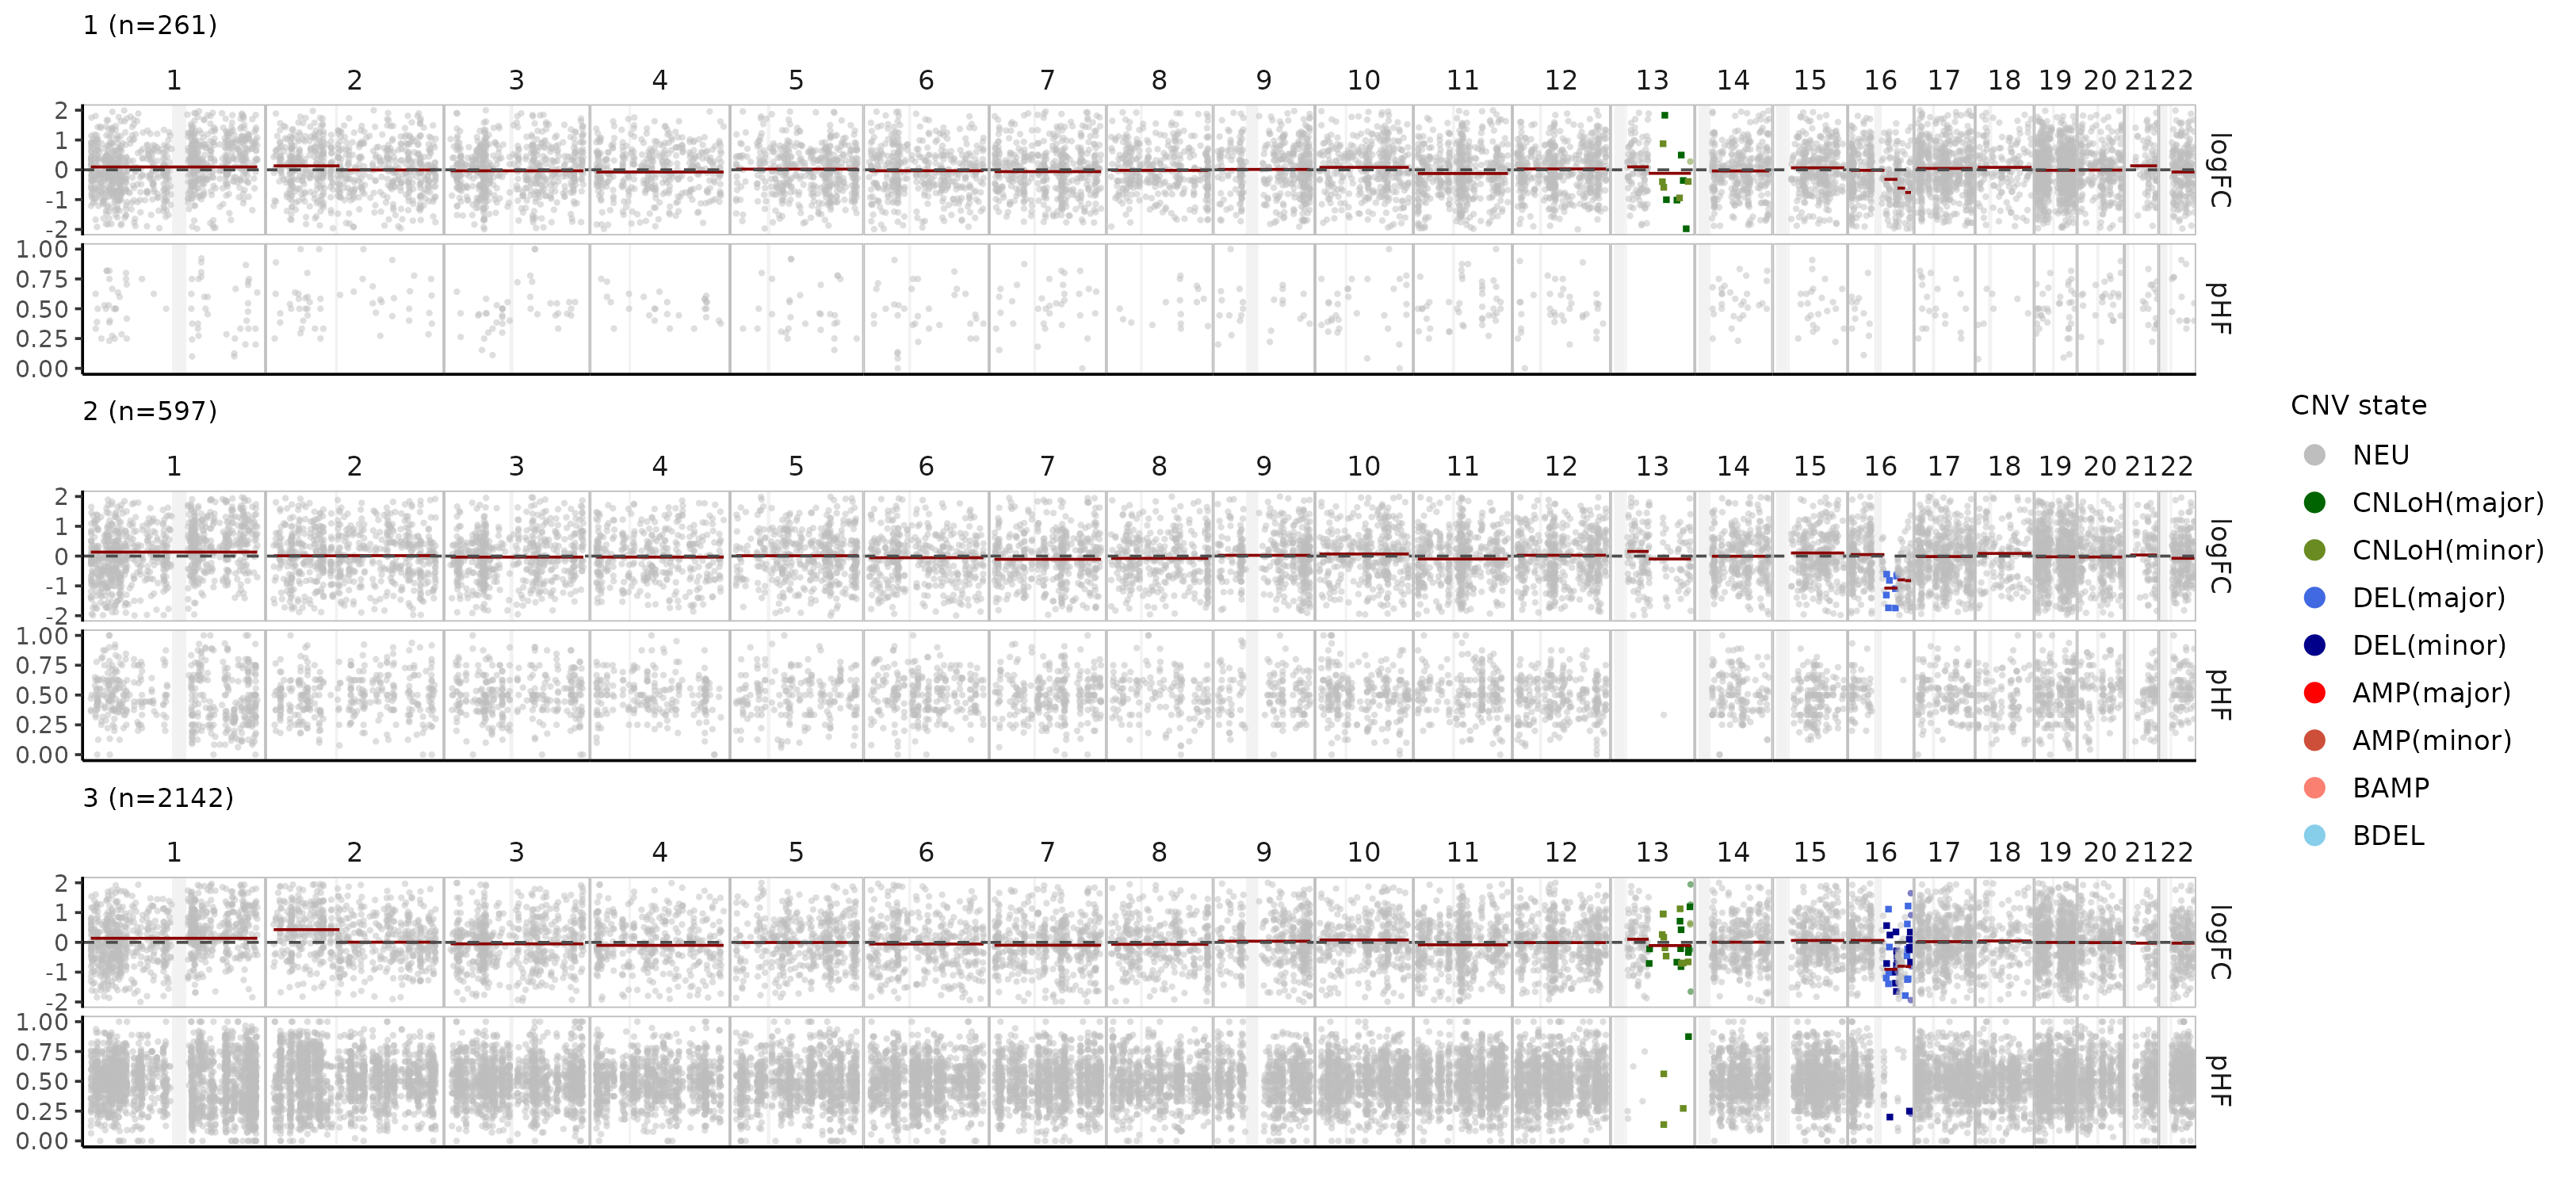 1 (n=261)
1 2 3 4 5 6 7 8 9 10 11 12 13 14 15 16 17 18 19 20 21 22
2
1
0
-1
-2
logFC
1.00
0.75
0.50
0.25
0.00
pHF
2 (n=597)
1 2 3 4 5 6 7 8 9 10 11 12 13 14 15 16 17 18 19 20 21 22
2
1
0
-1
-2
logFC
1.00
0.75
0.50
0.25
0.00
pHF
3 (n=2142)
1 2 3 4 5 6 7 8 9 10 11 12 13 14 15 16 17 18 19 20 21 22
2
1
0
-1
-2
logFC
1.00
0.75
0.50
0.25
0.00
pHF
CNV state
NEU
CNLoH(major)
CNLoH(minor)
DEL(major)
DEL(minor)
AMP(major)
AMP(minor)
BAMP
BDEL